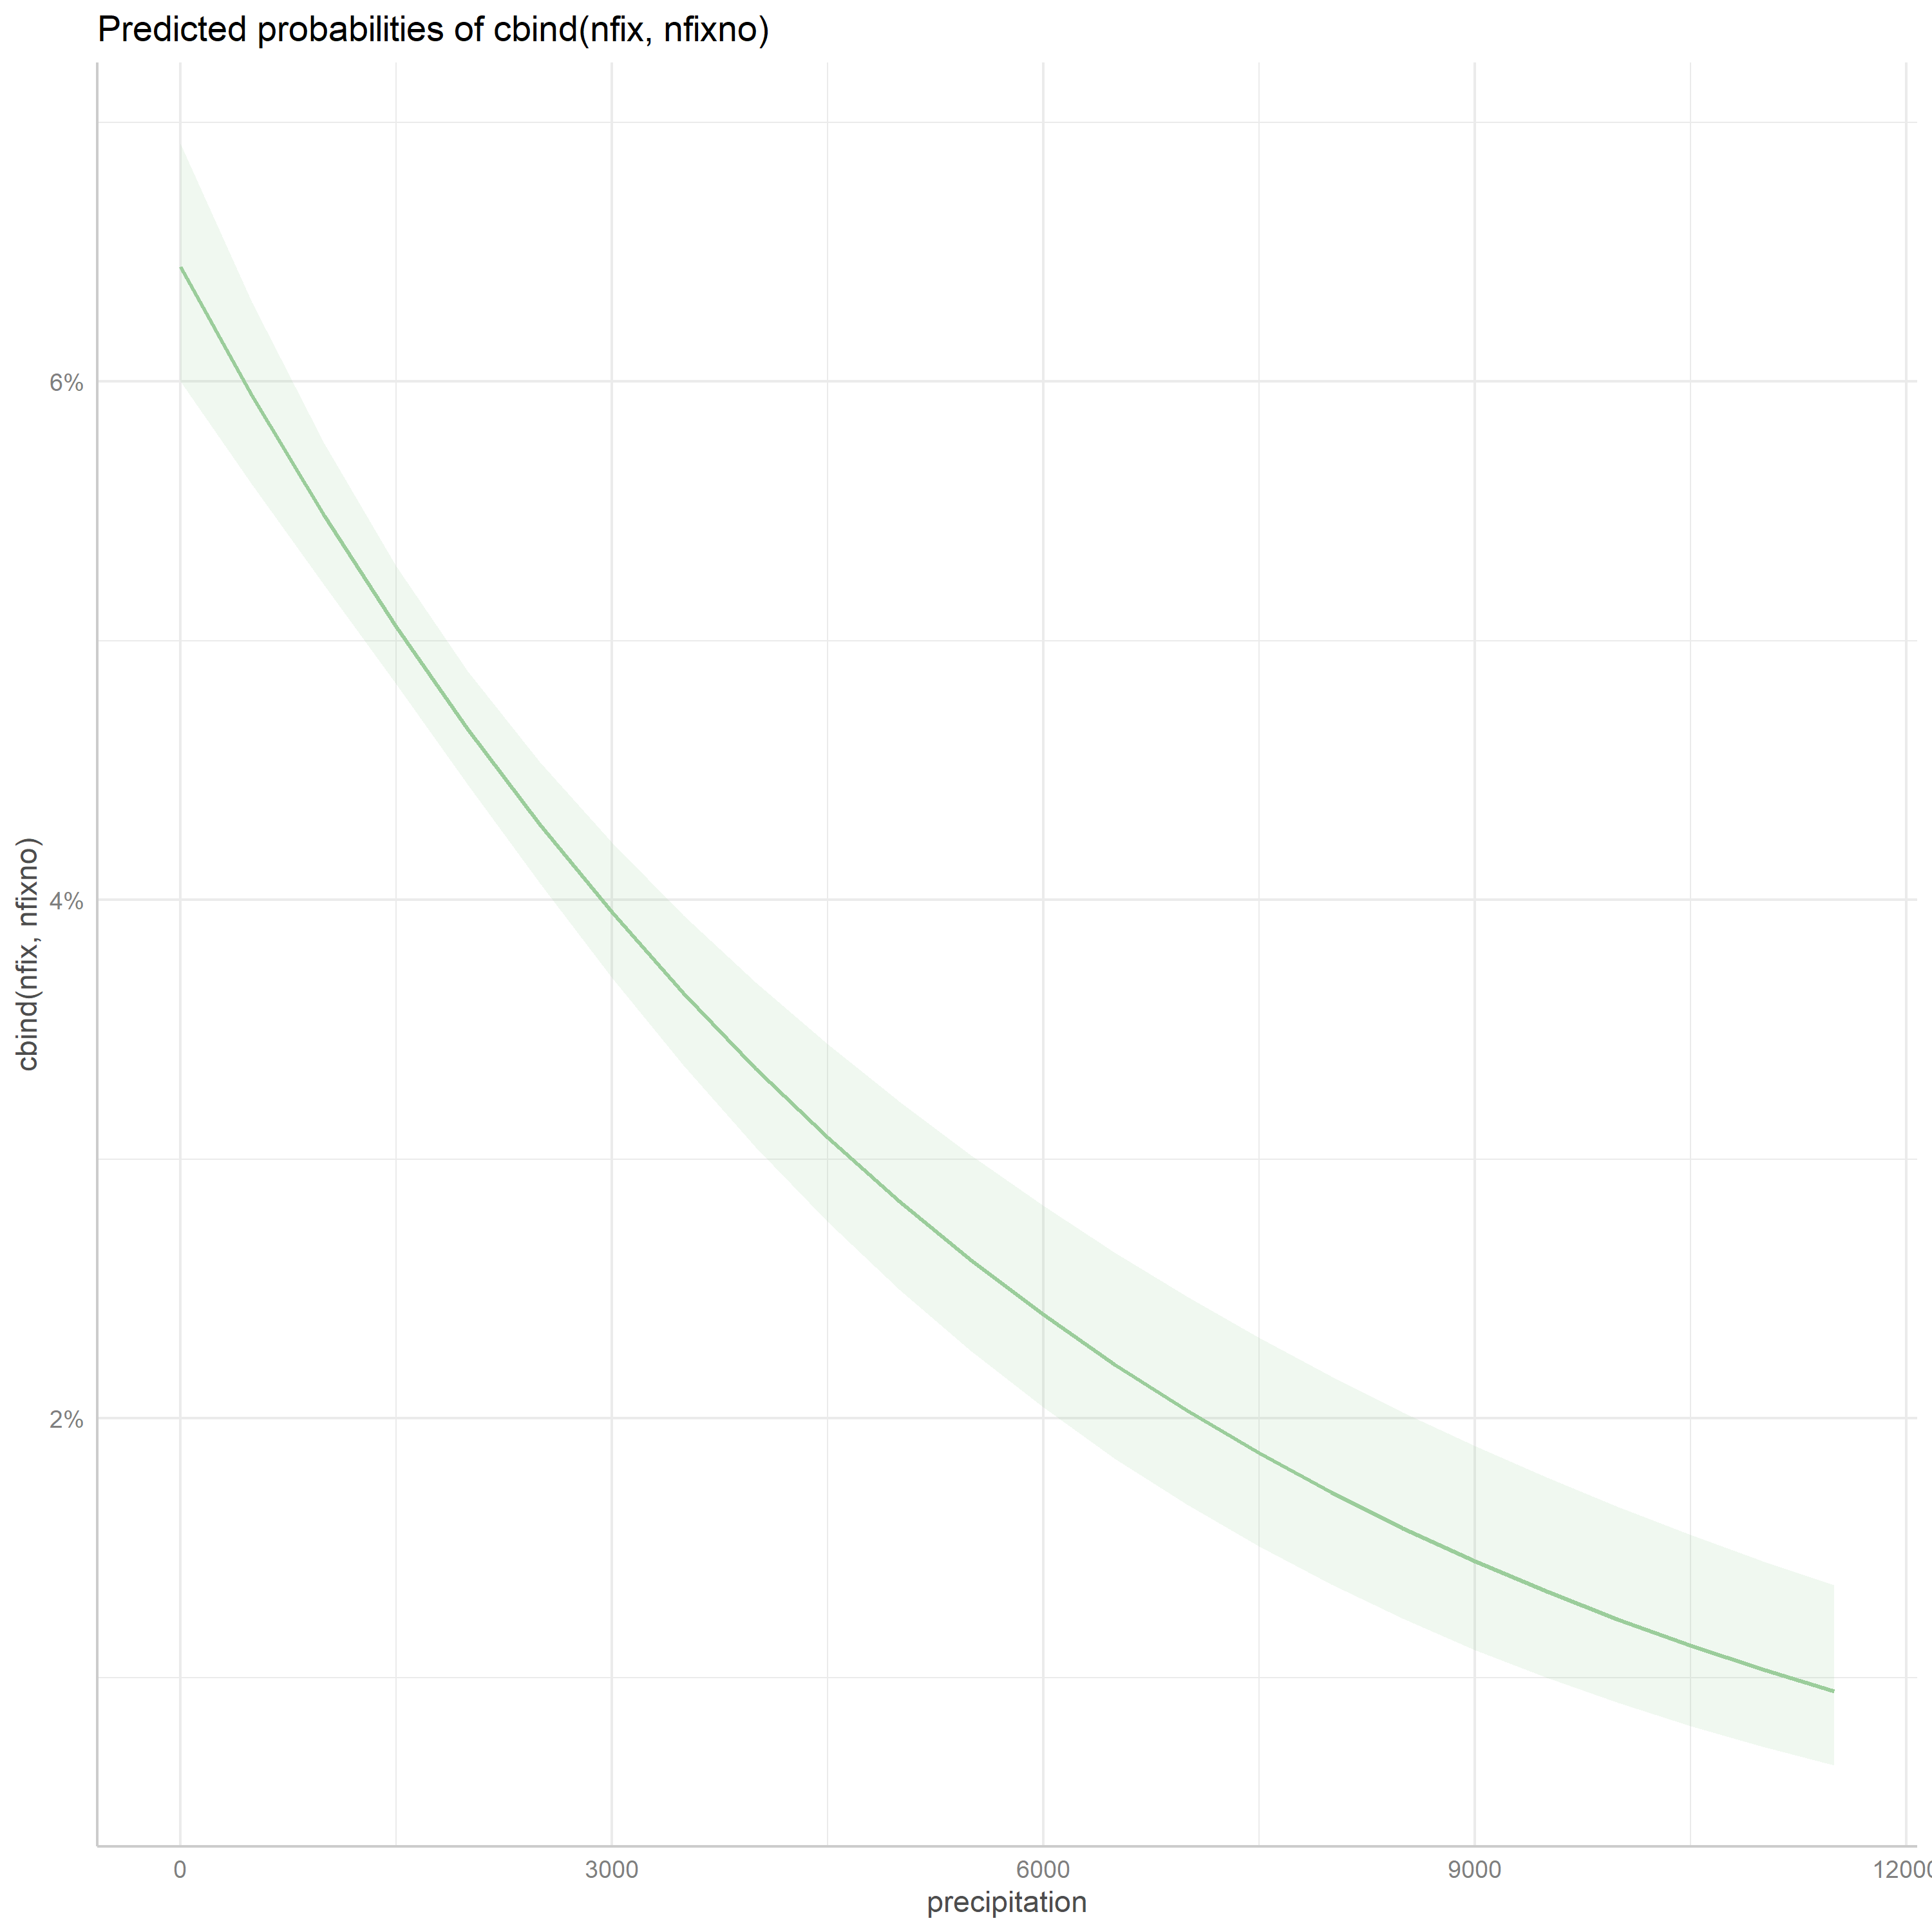 Predicted probabilities of cbind(nfix, nfixno)
6%
4%
2%
cbind(nfix, nfixno)
0 3000 6000 9000 12000
precipitation